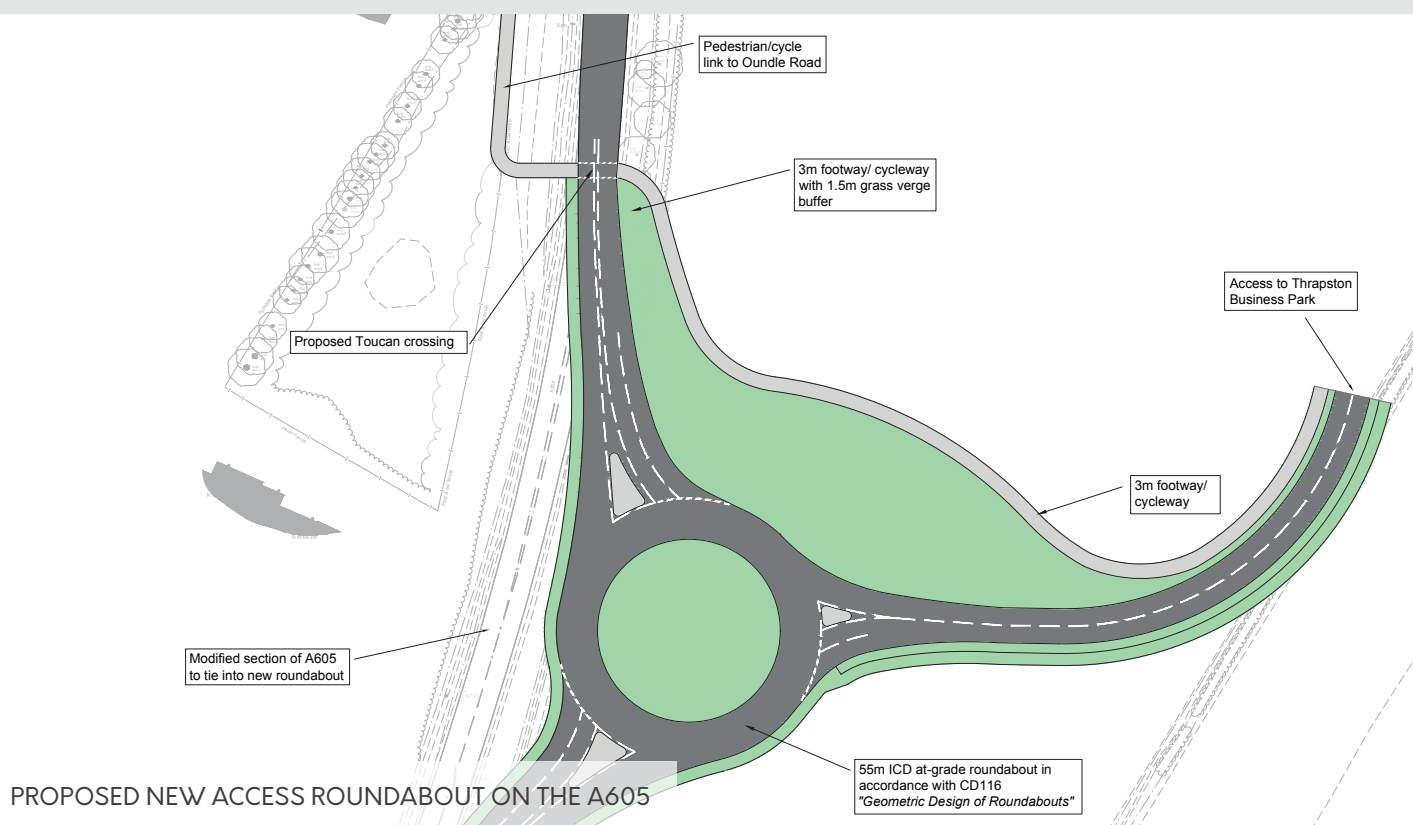 Pedestrian/cycle
link to Oundle Road
3m footway/ cycleway
with 1.5m grass verge
buffer
Access to Thrapston
Business Park
Proposed Toucan crossing
3m footway/
cycleway
Modified section of A605
to tie into new roundabout
55m ICD at-grade roundabout in
accordance with CD116
"Geometric Design of Roundabouts"
PROPOSED NEW ACCESS ROUNDABOUT ON THE A605